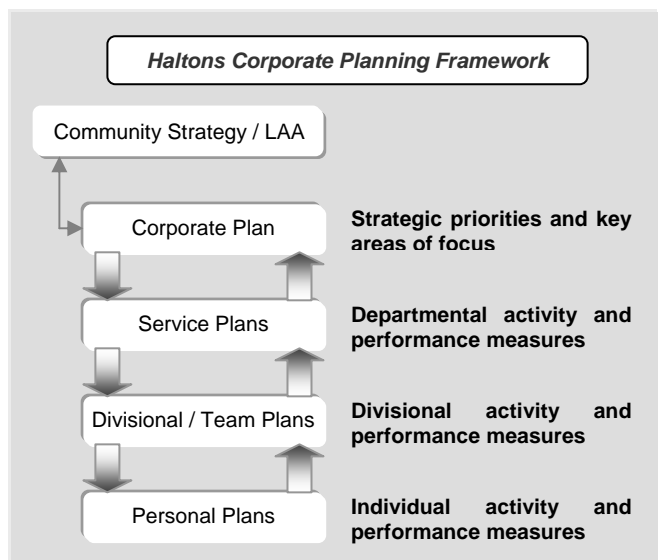 Haltons Corporate Planning Framework
Community Strategy / LAA
Corporate Plan
Strategic priorities and key
areas of focus
Service Plans
Departmental activity and
performance measures
Divisional / Team Plans
Divisional activity and
performance measures
Personal Plans
Individual activity and
performance measures